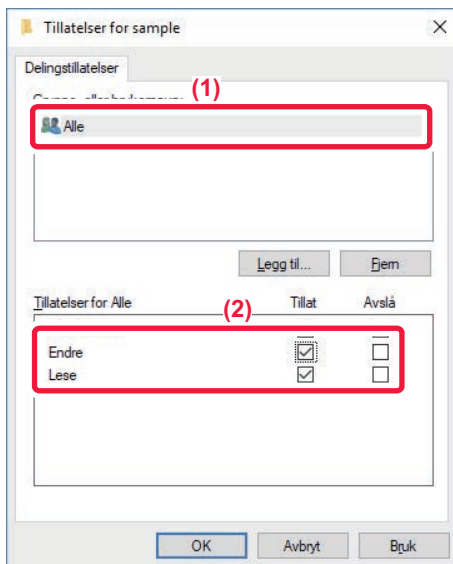 Tillatelser for sample
Delingstillatelser
(1)
Alle
Legg til...
Fjern
Tillatelser for Alle
(2)
Tillat
Avslå
Endre
Lese
OK
Avbryt
Bruk